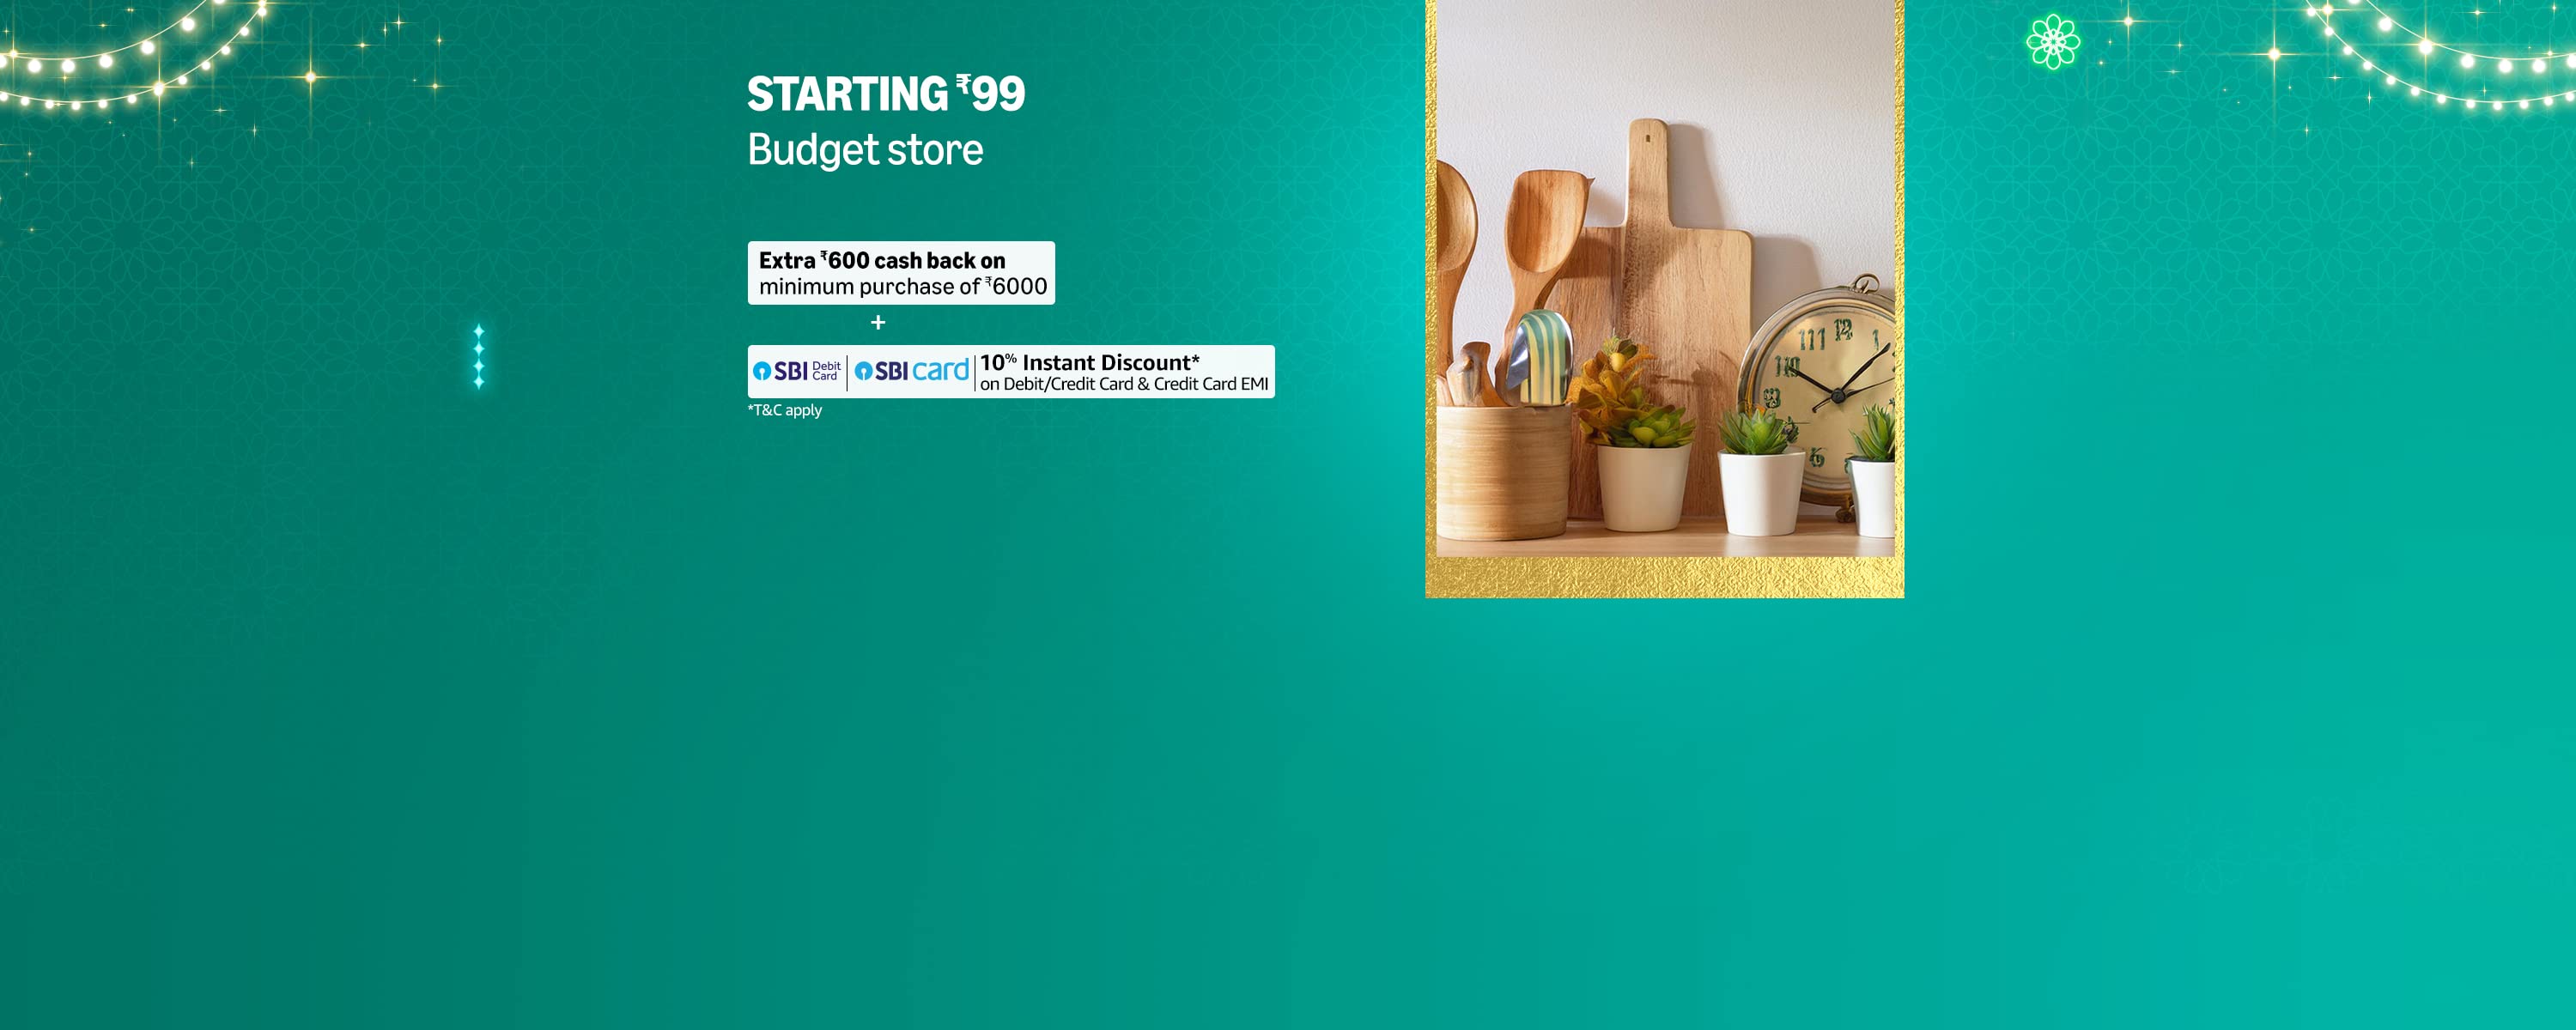 STARTING ₹99
Budget store
Extra ₹600 cash back on
minimum purchase of ₹6000
+
SBI Debit Card | SBI card | 10% Instant Discount*
on Debit/Credit Card & Credit Card EMI
*T&C apply